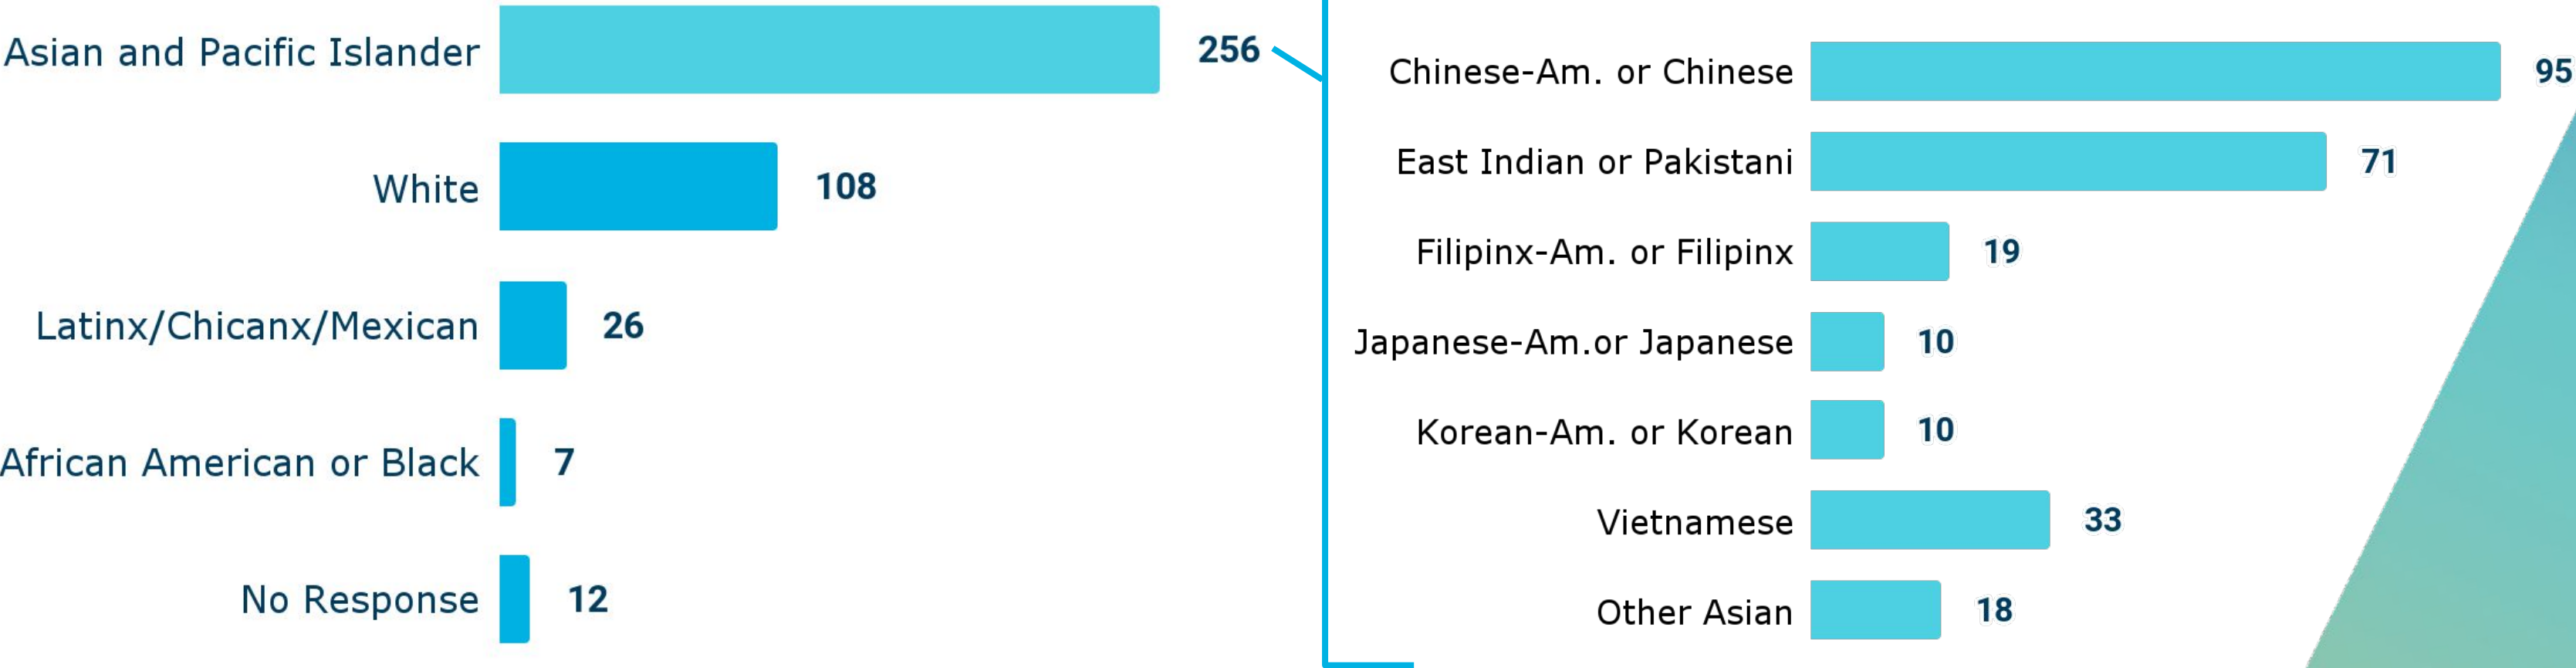 Asian and Pacific Islander 256
White 108
Latinx/Chicanx/Mexican 26
African American or Black 7
No Response 12
Chinese-Am. or Chinese 95
East Indian or Pakistani 71
Filipinx-Am. or Filipinx 19
Japanese-Am.or Japanese 10
Korean-Am. or Korean 10
Vietnamese 33
Other Asian 18